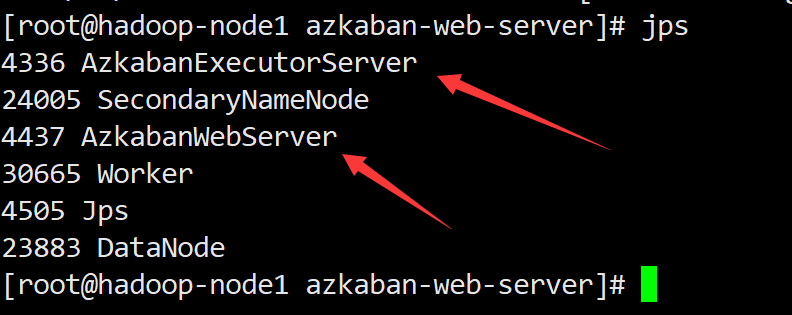 [root@hadoop-node1 azkaban-web-server]# jps
4336 AzkabanExecutorServer
24005 SecondaryNameNode
4437 AzkabanWebServer
30665 Worker
4505 Jps
23883 DataNode
[root@hadoop-node1 azkaban-web-server]#